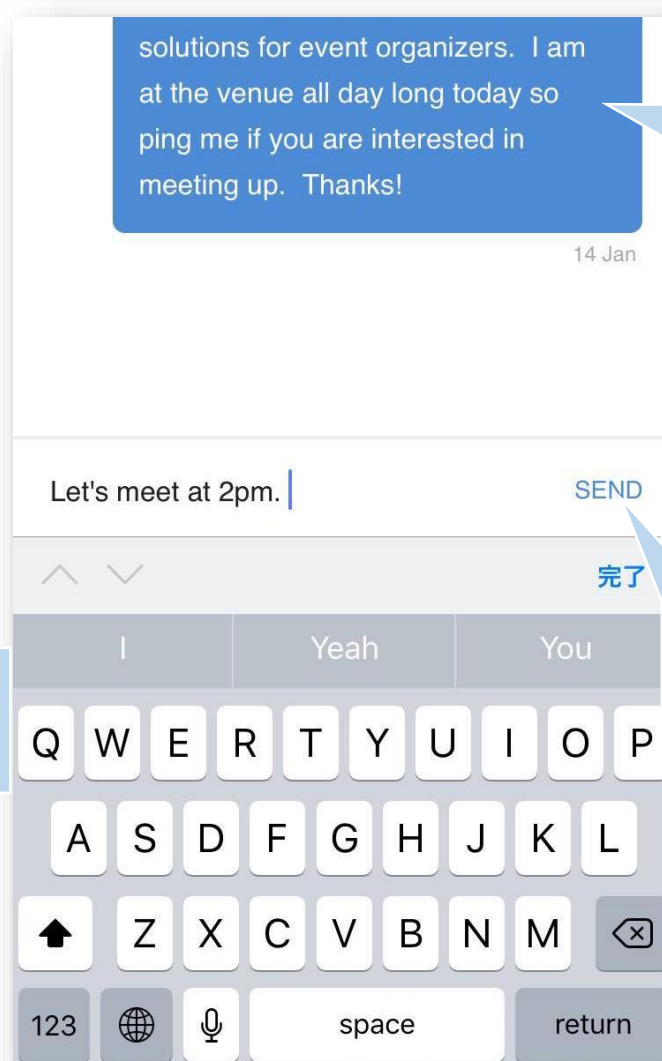 solutions for event organizers.  I am
at the venue all day long today so
ping me if you are interested in
meeting up.  Thanks!
14 Jan
Let's meet at 2pm.
SEND
完了
I Yeah You
Q W E R T Y U I O P
A S D F G H J K L
Z X C V B N M
123 space return